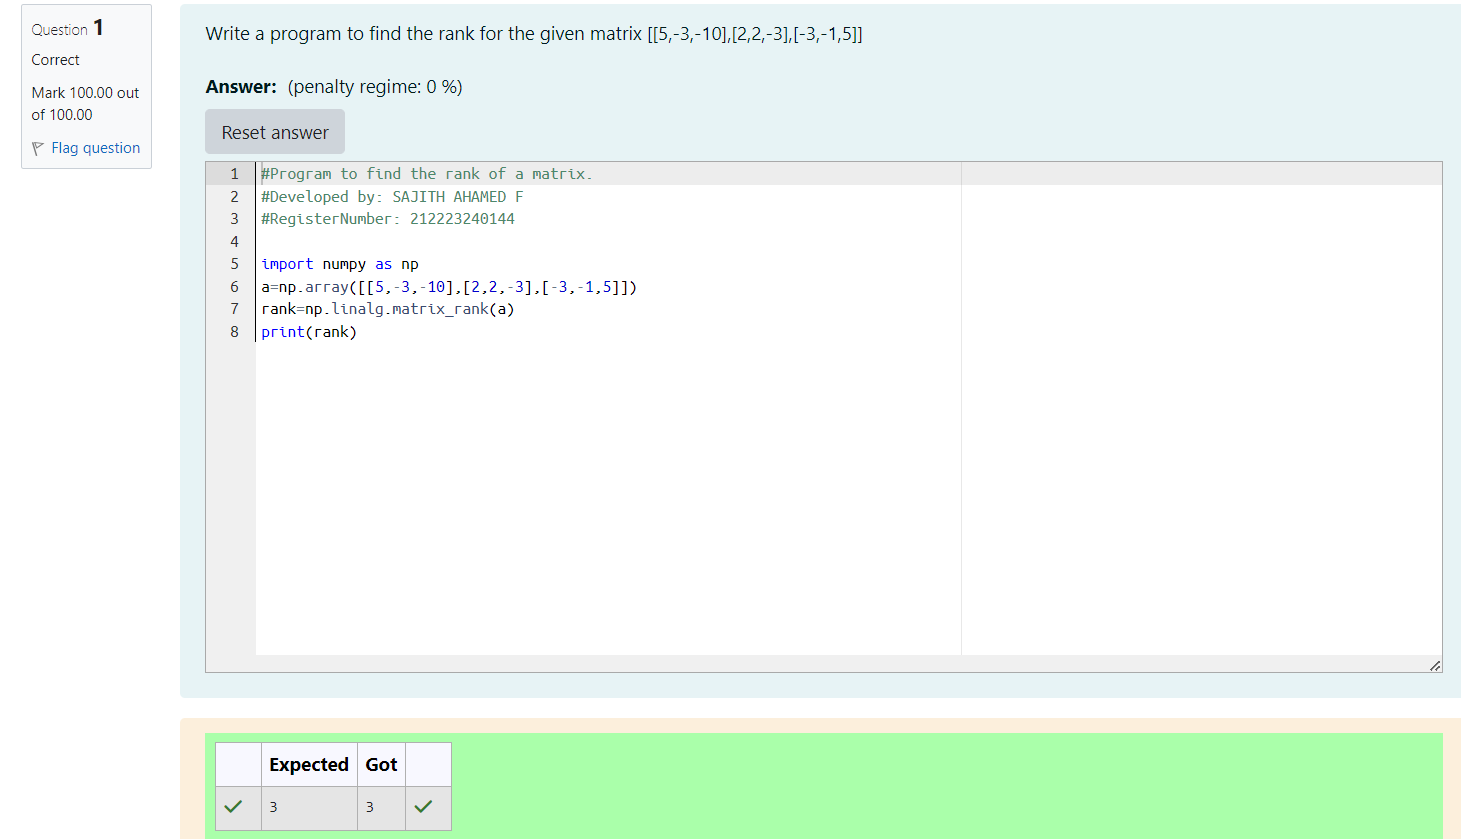 Question 1
Correct
Mark 100.00 out
of 100.00
Flag question
Write a program to find the rank for the given matrix [[5,-3,-10],[2,2,-3],[-3,-1,5]]
Answer: (penalty regime: 0 %)
Reset answer
1 #Program to find the rank of a matrix.
2 #Developed by: SAJITH AHAMED F
3 #RegisterNumber: 212223240144
4
5 import numpy as np
6 a=np.array([[5,-3,-10],[2,2,-3],[-3,-1,5]])
7 rank=np.linalg.matrix_rank(a)
8 print(rank)
Expected Got
3 3